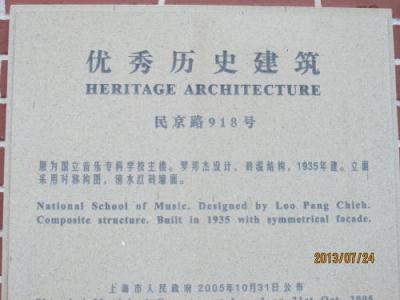 优秀历史建筑
HERITAGE ARCHITECTURE
民京路918号
原为国立音乐专科学校主楼。罗邦杰设计，砖混结构，1935年建。立面
采用对称构图，清水红砖墙面。
National School of Music. Designed by Loo Pang Chieh.
Composite structure. Built in 1935 with symmetrical facade.
2013/07/24
上海市人民政府 2005年10月31日公布